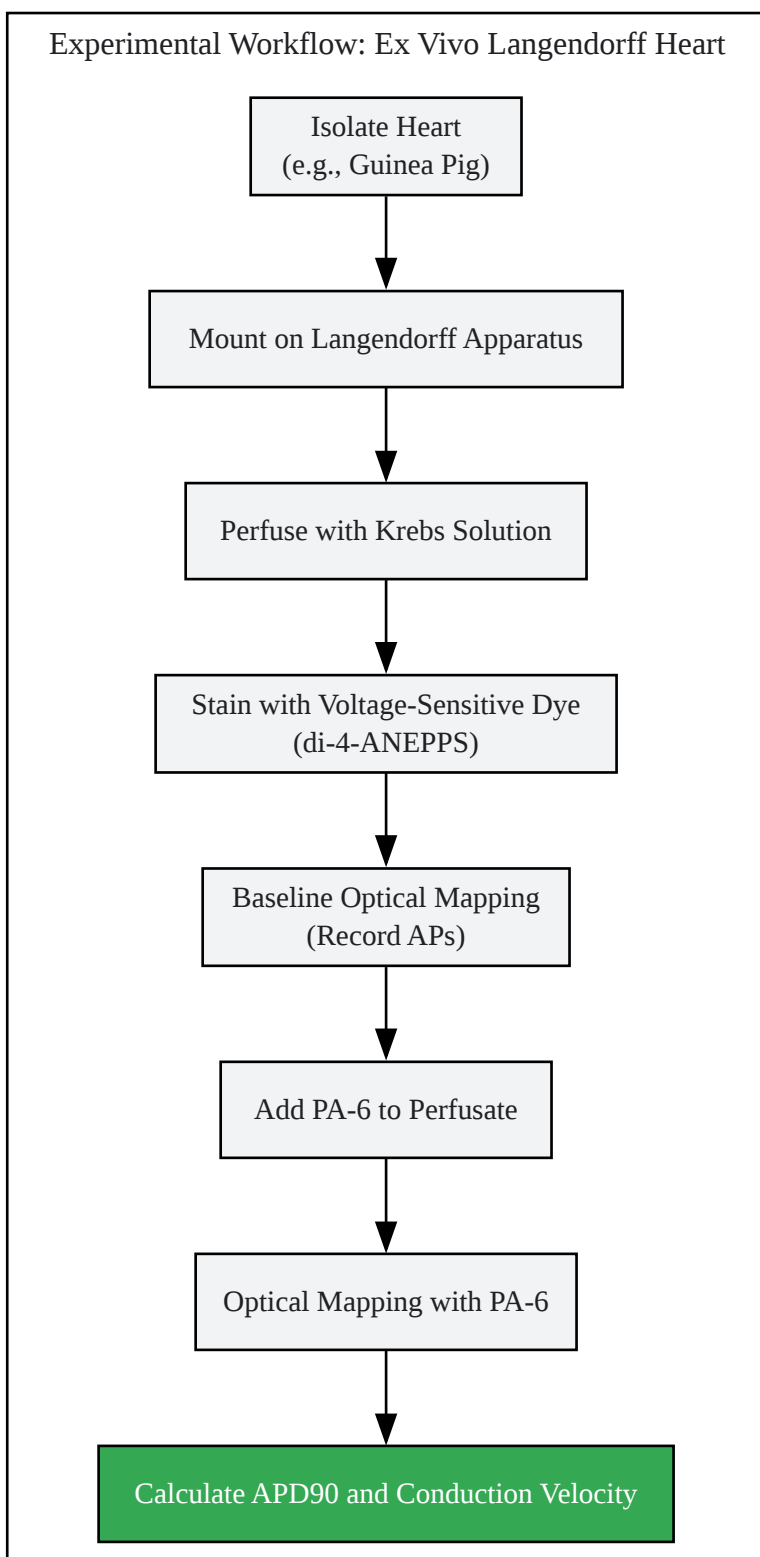 Experimental Workflow: Ex Vivo Langendorff Heart
Isolate Heart
(e.g., Guinea Pig)
Mount on Langendorff Apparatus
Perfuse with Krebs Solution
Stain with Voltage-Sensitive Dye
(di-4-ANEPPS)
Baseline Optical Mapping
(Record APs)
Add PA-6 to Perfusate
Optical Mapping with PA-6
Calculate APD90 and Conduction Velocity